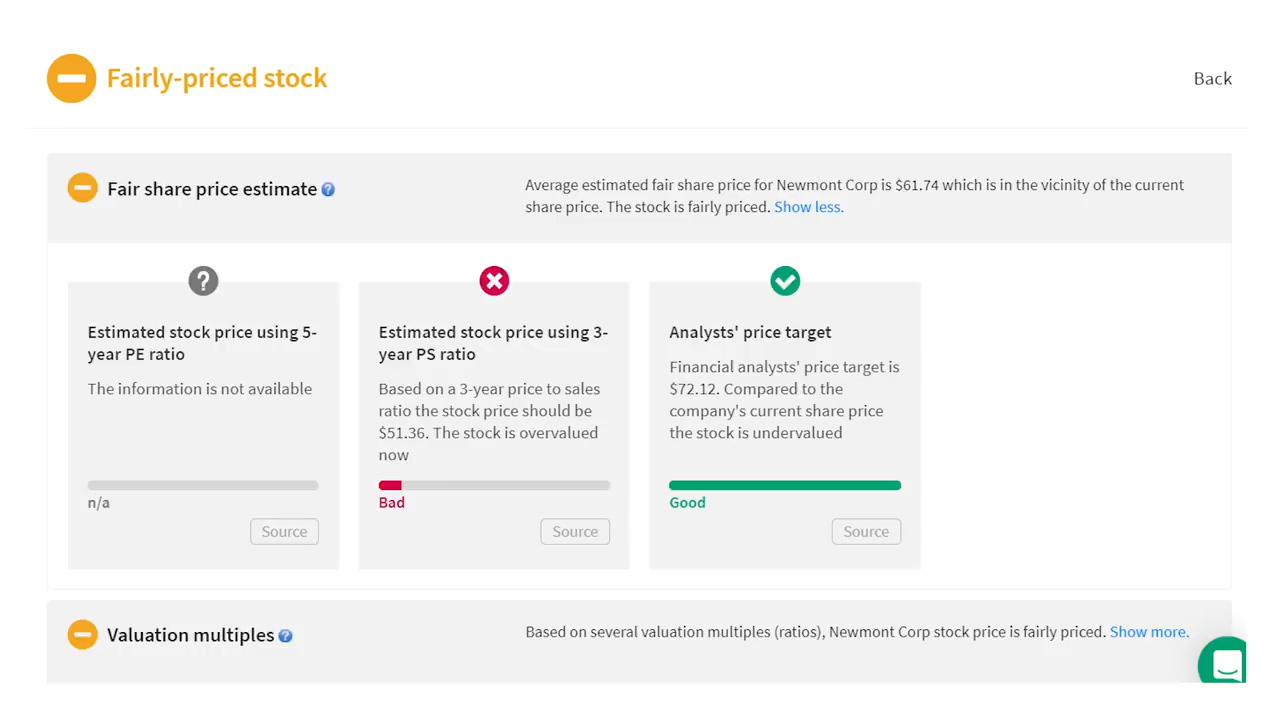 Fairly-priced stock
Back
Fair share price estimate ?
Average estimated fair share price for Newmont Corp is $61.74 which is in the vicinity of the current
share price. The stock is fairly priced. Show less.
?
Estimated stock price using 5-
year PE ratio
The information is not available
n/a
Source
Estimated stock price using 3-
year PS ratio
Based on a 3-year price to sales
ratio the stock price should be
$51.36. The stock is overvalued
now
Bad
Source
Analysts' price target
Financial analysts' price target is
$72.12. Compared to the
company's current share price
the stock is undervalued
Good
Source
Valuation multiples ?
Based on several valuation multiples (ratios), Newmont Corp stock price is fairly priced. Show more.